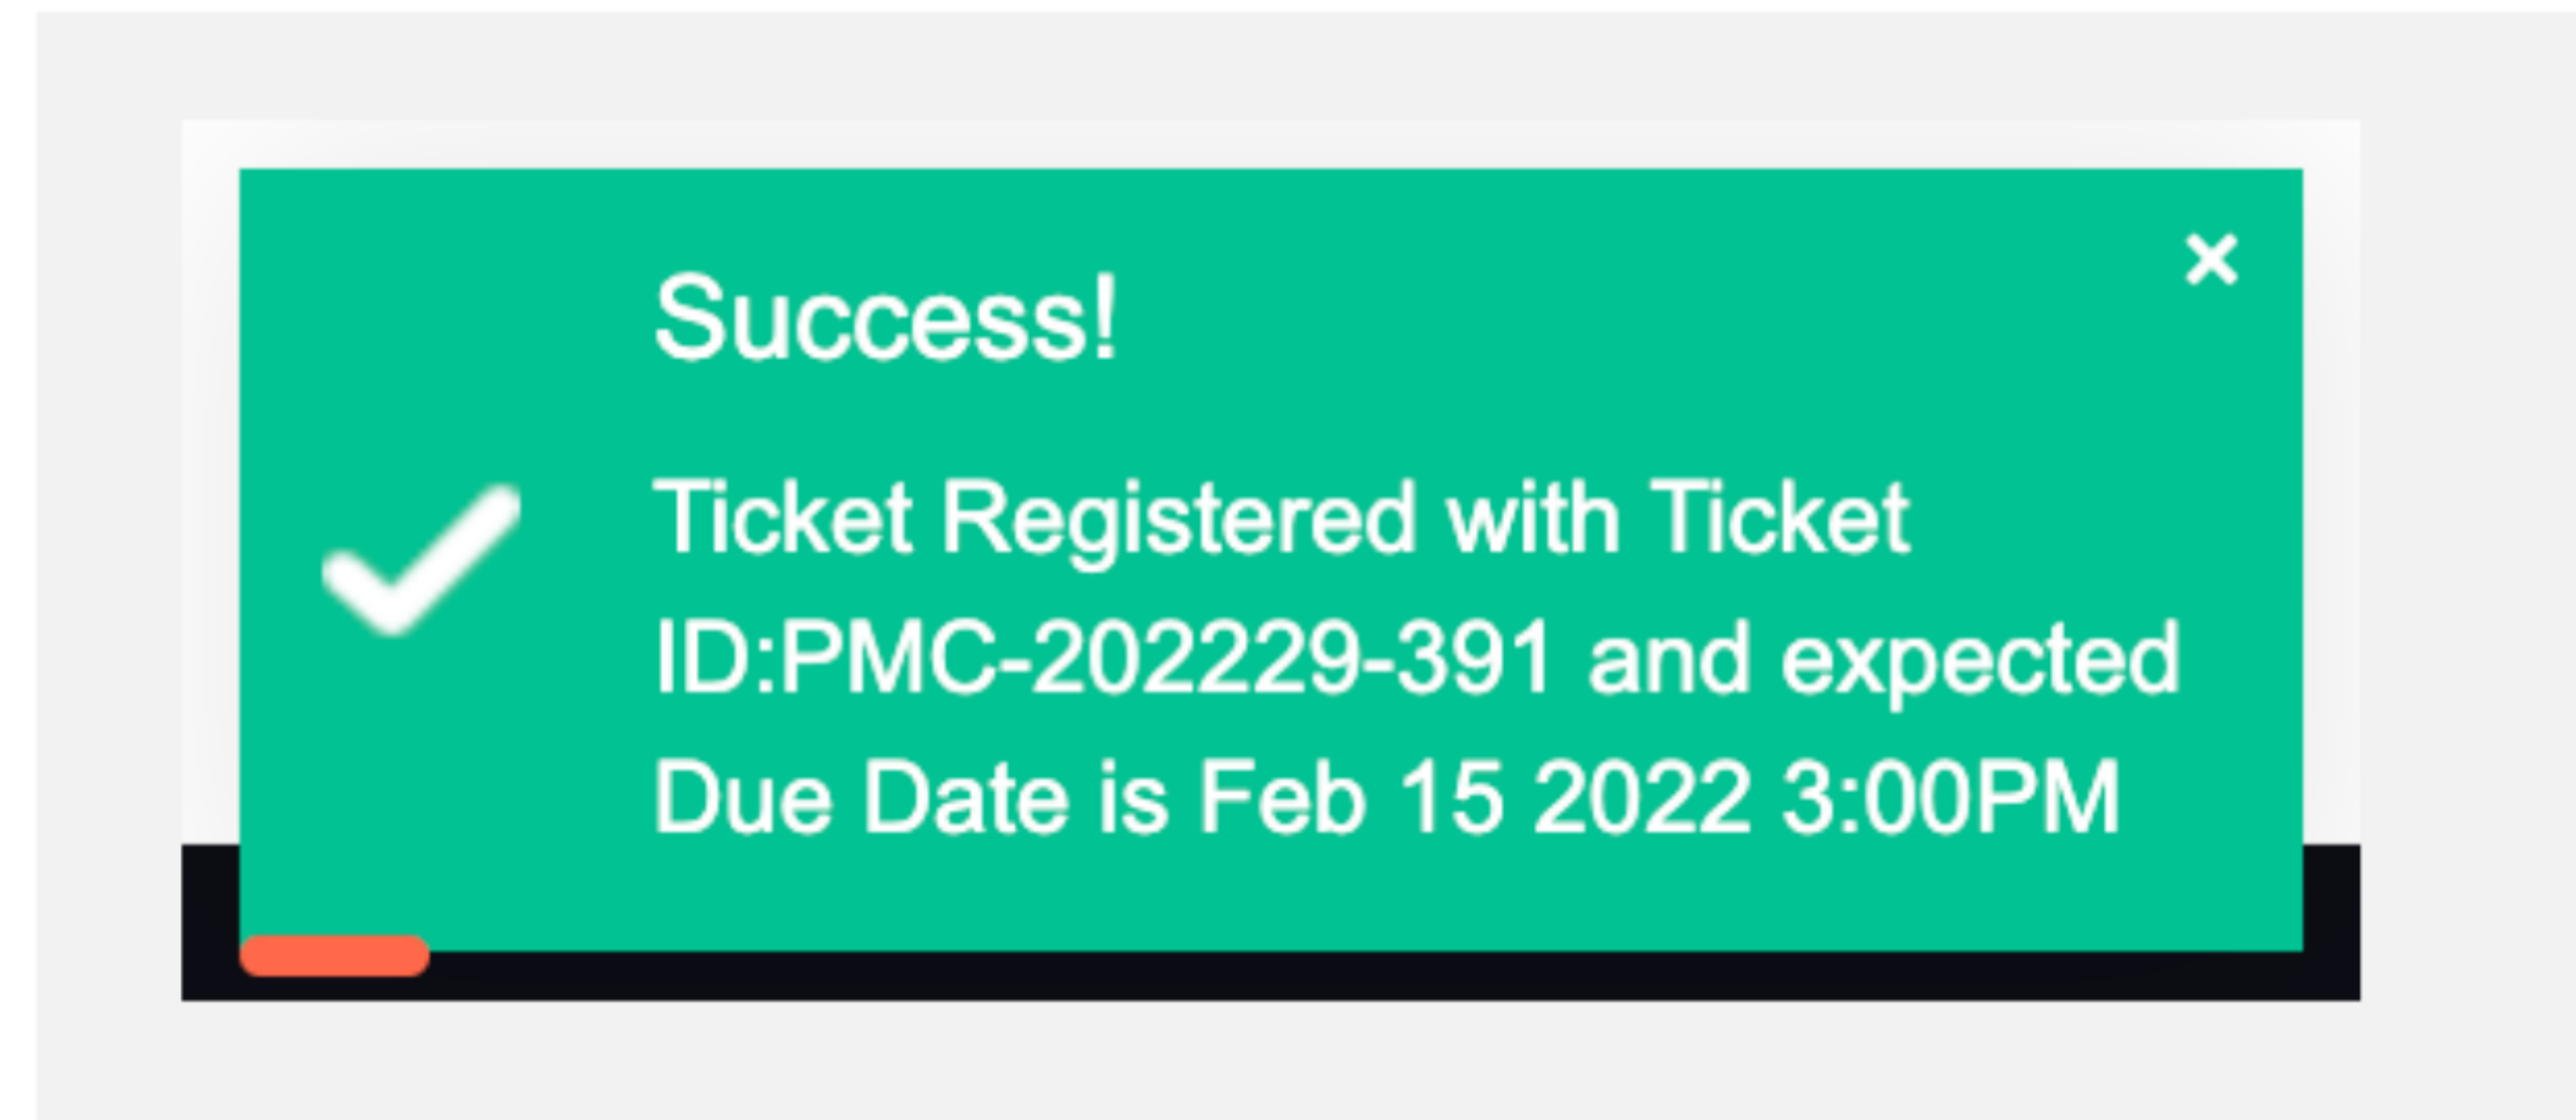 Success!
Ticket Registered with Ticket
ID:PMC-202229-391 and expected
Due Date is Feb 15 2022 3:00PM